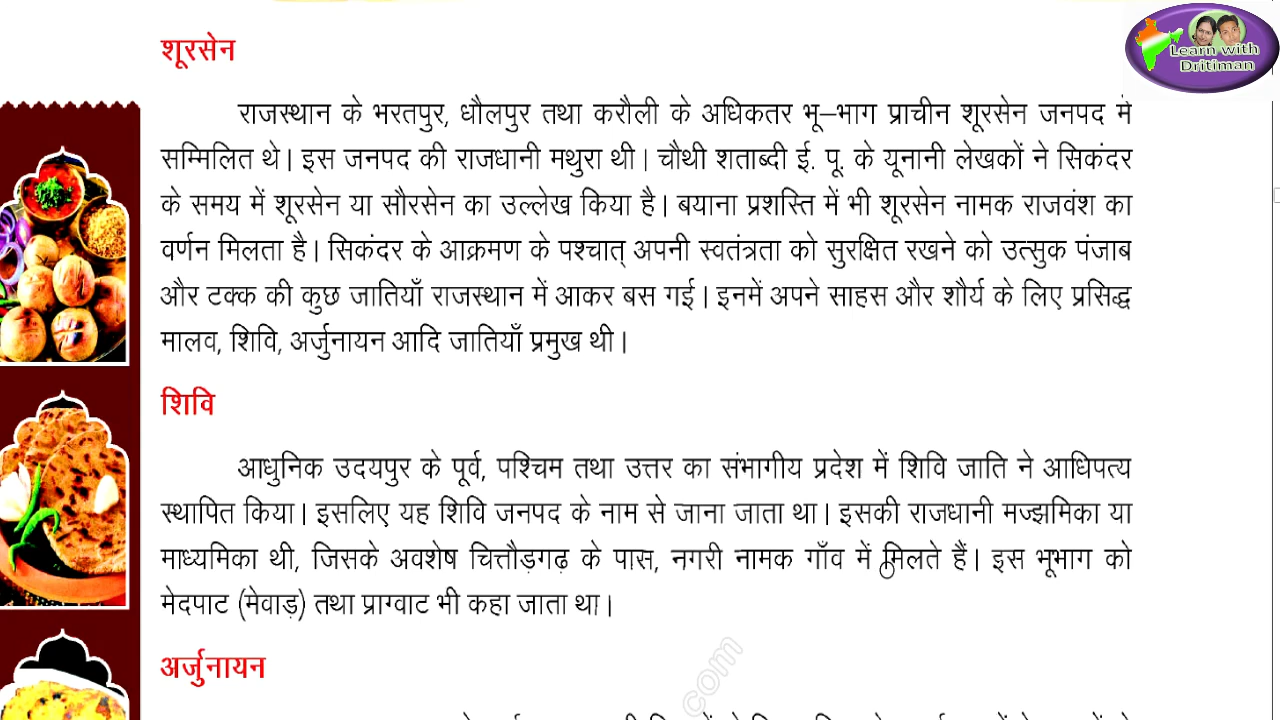 Learn with
Dritiman
शूरसेन
राजस्थान के भरतपुर, धौलपुर तथा करौली के अधिकतर भू–भाग प्राचीन शूरसेन जनपद में
सम्मिलित थे। इस जनपद की राजधानी मथुरा थी। चौथी शताब्दी ई. पू. के यूनानी लेखकों ने सिकंदर
के समय में शूरसेन या सौरसेन का उल्लेख किया है। बयाना प्रशस्ति में भी शूरसेन नामक राजवंश का
वर्णन मिलता है। सिकंदर के आक्रमण के पश्चात् अपनी स्वतंत्रता को सुरक्षित रखने को उत्सुक पंजाब
और टक्क की कुछ जातियाँ राजस्थान में आकर बस गई। इनमें अपने साहस और शौर्य के लिए प्रसिद्ध
मालव, शिवि, अर्जुनायन आदि जातियाँ प्रमुख थी।
शिवि
आधुनिक उदयपुर के पूर्व, पश्चिम तथा उत्तर का संभागीय प्रदेश में शिवि जाति ने आधिपत्य
स्थापित किया। इसलिए यह शिवि जनपद के नाम से जाना जाता था। इसकी राजधानी मज्झमिका या
माध्यमिका थी, जिसके अवशेष चित्तौड़गढ़ के पास, नगरी नामक गाँव में मिलते हैं। इस भूभाग को
मेदपाट (मेवाड़) तथा प्राग्वाट भी कहा जाता था।
com
अर्जुनायन